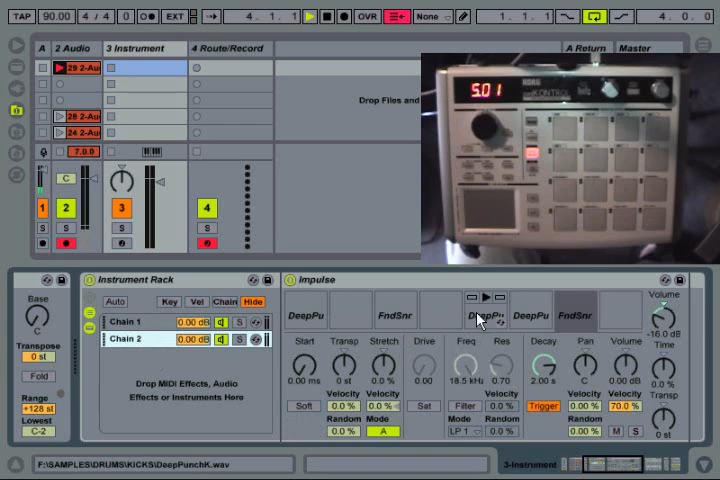 TAP 90.00 4 / 4 0 EXT 4. 1. 1 OVR None 1. 1. 1 4. 0. 0
A 2 Audio 3 Instrument 4 Route/Record A Return Master
29 2-Au
Drop Files and
28 2-Au
24 2-Au
7.0.0
C
1 2 3 4
S S S S
5.01 KORG
KONTROL
Instrument Rack Impulse
Base Auto Key Vel Chain Hide
C Chain 1 0.00 dB S
Chain 2 0.00 dB S
Transpose
0 st
Fold
Range
+128 st
Lowest
C-2
Drop MIDI Effects, Audio
Effects or Instruments Here
DeepPu FndSnr DeepPu DeepPu FndSnr
Start Transp Stretch Drive Freq Res Decay Pan Volume
0.00 ms 0 st 0.0 % 0.00 18.5 kHz 0.70 2.00 s C 0.00 dB
Velocity Velocity Velocity Velocity Velocity
Soft 0.0 % 0.0 % Sat Filter 0.0 % Trigger 0.00 % 70.0 %
Random Mode Mode Random Random
0.0 % A LP 1 0.0 % 0.00 % M S
Volume
-16.0 dB
Time
0.0 %
Transp
0 st
F:\SAMPLES\DRUMS\KICKS\DeepPunchK.wav 3-Instrument